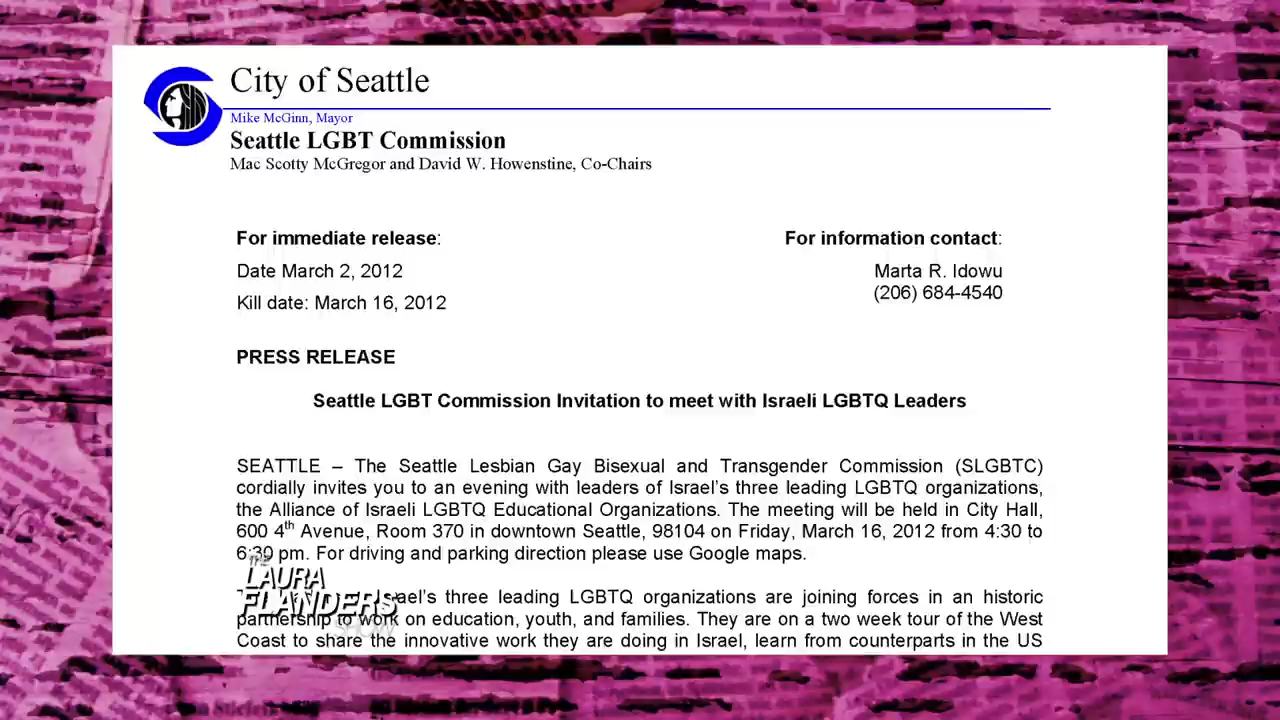 City of Seattle
Mike McGinn, Mayor
Seattle LGBT Commission
Mac Scotty McGregor and David W. Howenstine, Co-Chairs
For immediate release:
For information contact:
Date March 2, 2012
Marta R. Idowu
(206) 684-4540
Kill date: March 16, 2012
PRESS RELEASE
Seattle LGBT Commission Invitation to meet with Israeli LGBTQ Leaders
SEATTLE – The Seattle Lesbian Gay Bisexual and Transgender Commission (SLGBTC)
cordially invites you to an evening with leaders of Israel's three leading LGBTQ organizations,
the Alliance of Israeli LGBTQ Educational Organizations. The meeting will be held in City Hall,
600 4th Avenue, Room 370 in downtown Seattle, 98104 on Friday, March 16, 2012 from 4:30 to
6:30 pm. For driving and parking direction please use Google maps.
Israel's three leading LGBTQ organizations are joining forces in an historic
partnership to work on education, youth, and families. They are on a two week tour of the West
Coast to share the innovative work they are doing in Israel, learn from counterparts in the US
THE
LAURA
FLANDERS
SHOW